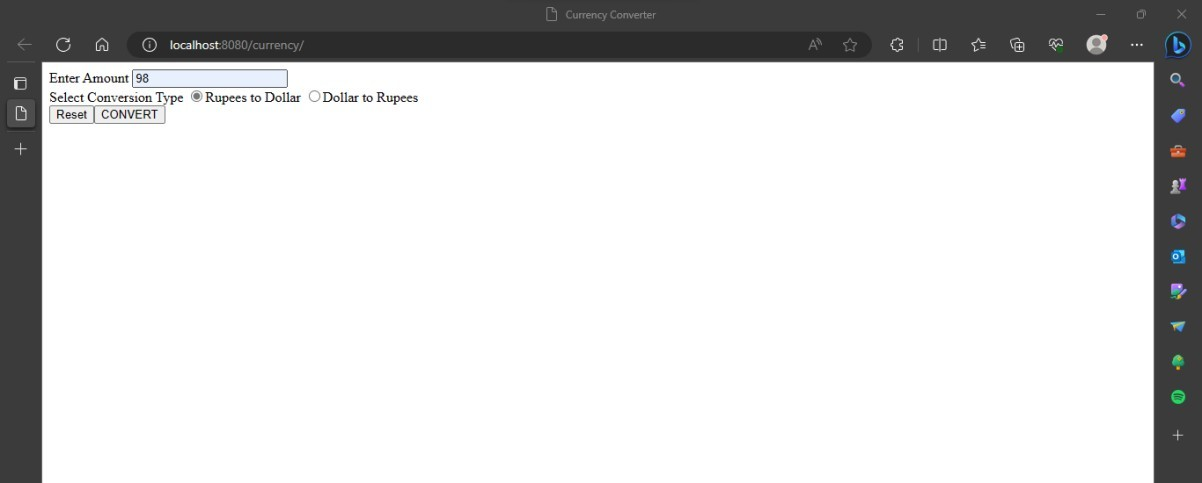 Currency Converter
localhost:8080/currency/
Enter Amount 98
Select Conversion Type Rupees to Dollar Dollar to Rupees
Reset CONVERT